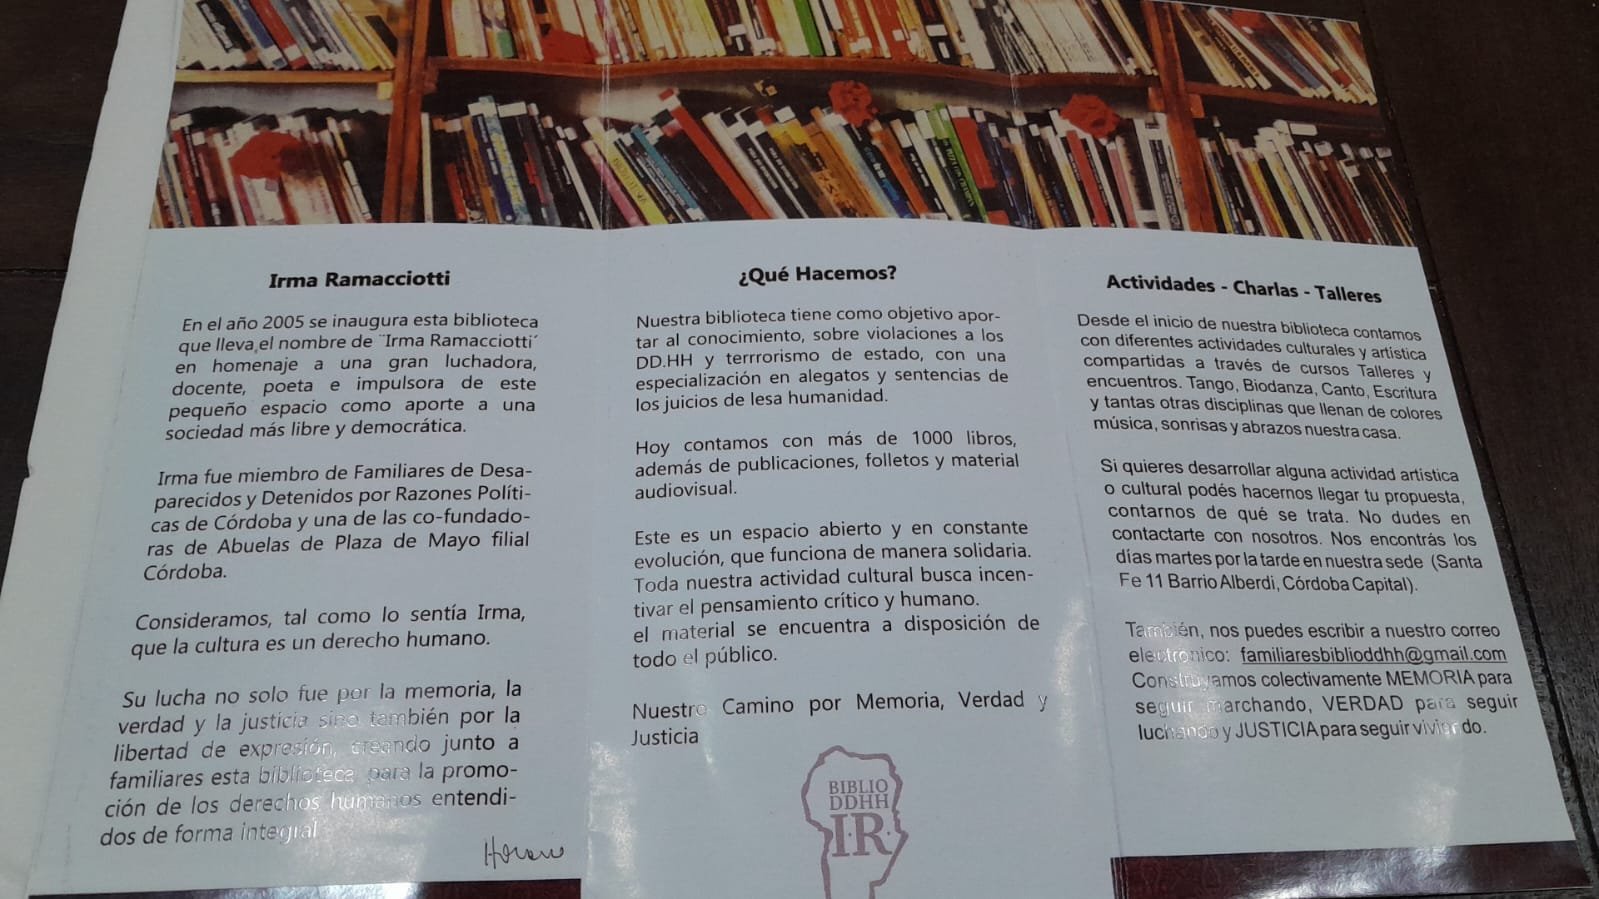 Irma Ramacciotti
En el año 2005 se inaugura esta biblioteca
que lleva el nombre de ¨Irma Ramacciotti´
en homenaje a una gran luchadora,
docente, poeta e impulsora de este
pequeño espacio como aporte a una
sociedad más libre y democrática.
Irma fue miembro de Familiares de Desa-
parecidos y Detenidos por Razones Políti-
cas de Córdoba y una de las co-fundado-
ras de Abuelas de Plaza de Mayo filial
Córdoba.
Consideramos, tal como lo sentía Irma,
que la cultura es un derecho humano.
Su lucha no solo fue por la memoria, la
verdad y la justicia sino también por la
libertad de expresión, creando junto a
familiares esta biblioteca para la promo-
ción de los derechos humanos entendi-
dos de forma integral
¿Qué Hacemos?
Nuestra biblioteca tiene como objetivo apor-
tar al conocimiento, sobre violaciones a los
DD.HH y terrrorismo de estado, con una
especialización en alegatos y sentencias de
los juicios de lesa humanidad.
Hoy contamos con más de 1000 libros,
además de publicaciones, folletos y material
audiovisual.
Este es un espacio abierto y en constante
evolución, que funciona de manera solidaria.
Toda nuestra actividad cultural busca incen-
tivar el pensamiento crítico y humano.
el material se encuentra a disposición de
todo el público.
Nuestro Camino por Memoria, Verdad y
Justicia
BIBLIO
DDHH
I.R.
Actividades - Charlas - Talleres
Desde el inicio de nuestra biblioteca contamos
con diferentes actividades culturales y artística
compartidas a través de cursos Talleres y
encuentros. Tango, Biodanza, Canto, Escritura
y tantas otras disciplinas que llenan de colores
música, sonrisas y abrazos nuestra casa.
Si quieres desarrollar alguna actividad artística
o cultural podés hacernos llegar tu propuesta,
contarnos de qué se trata. No dudes en
contactarte con nosotros. Nos encontrás los
días martes por la tarde en nuestra sede (Santa
Fe 11 Barrio Alberdi, Córdoba Capital).
También, nos puedes escribir a nuestro correo
electrónico: familiaresbiblioddhh@gmail.com
Construyamos colectivamente MEMORIA para
seguir marchando, VERDAD para seguir
luchando y JUSTICIA para seguir viviendo.